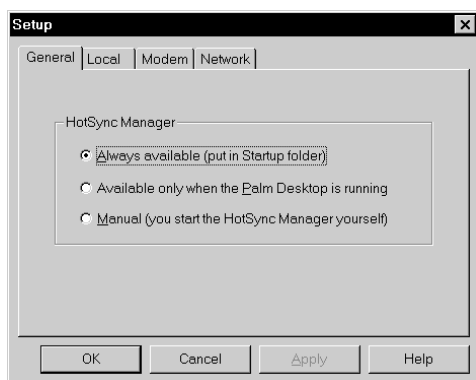 Setup
General Local Modem Network
HotSync Manager
Always available (put in Startup folder)
Available only when the Palm Desktop is running
Manual (you start the HotSync Manager yourself)
OK Cancel Apply Help